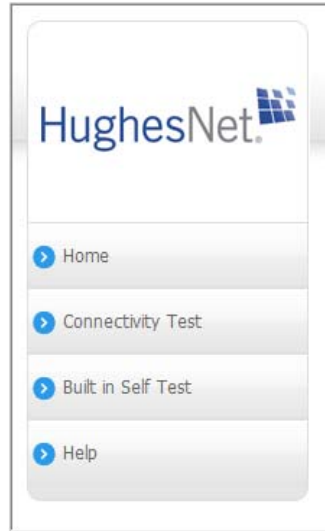 HughesNet.®
Home
Connectivity Test
Built in Self Test
Help